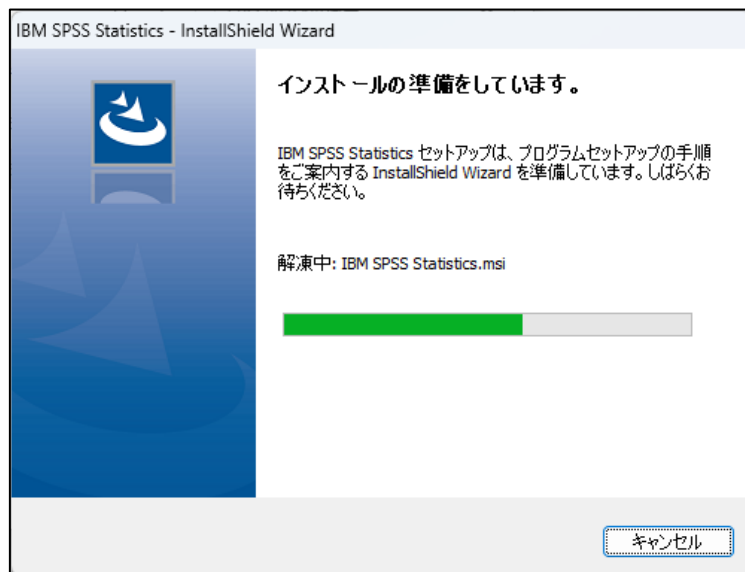 IBM SPSS Statistics - InstallShield Wizard
インストールの準備をしています。
IBM SPSS Statistics セットアップは、プログラムセットアップの手順
をご案内する InstallShield Wizard を準備しています。しばらくお
待ちください。
解凍中: IBM SPSS Statistics.msi
キャンセル